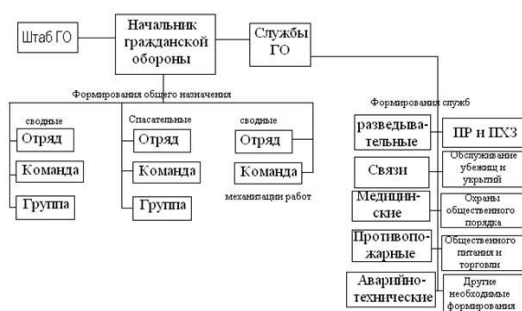 Штаб ГО
Начальник
гражданской
обороны
Службы
ГО
Формирования общего назначения
сводные
Отряд
Команда
Группа
Спасательные
Отряд
Команда
Группа
сводные
Отряд
Команда
механизации работ
Формирования служб
разведыва-
тельные
Связи
Медицин-
ские
Противопо-
жарные
Аварийно-
технические
ПР и ПХЗ
Обслуживание
убежищ и
укрытий
Охраны
общественного
порядка
Общественного
питания и
торговли
Другие
необходимые
формирования